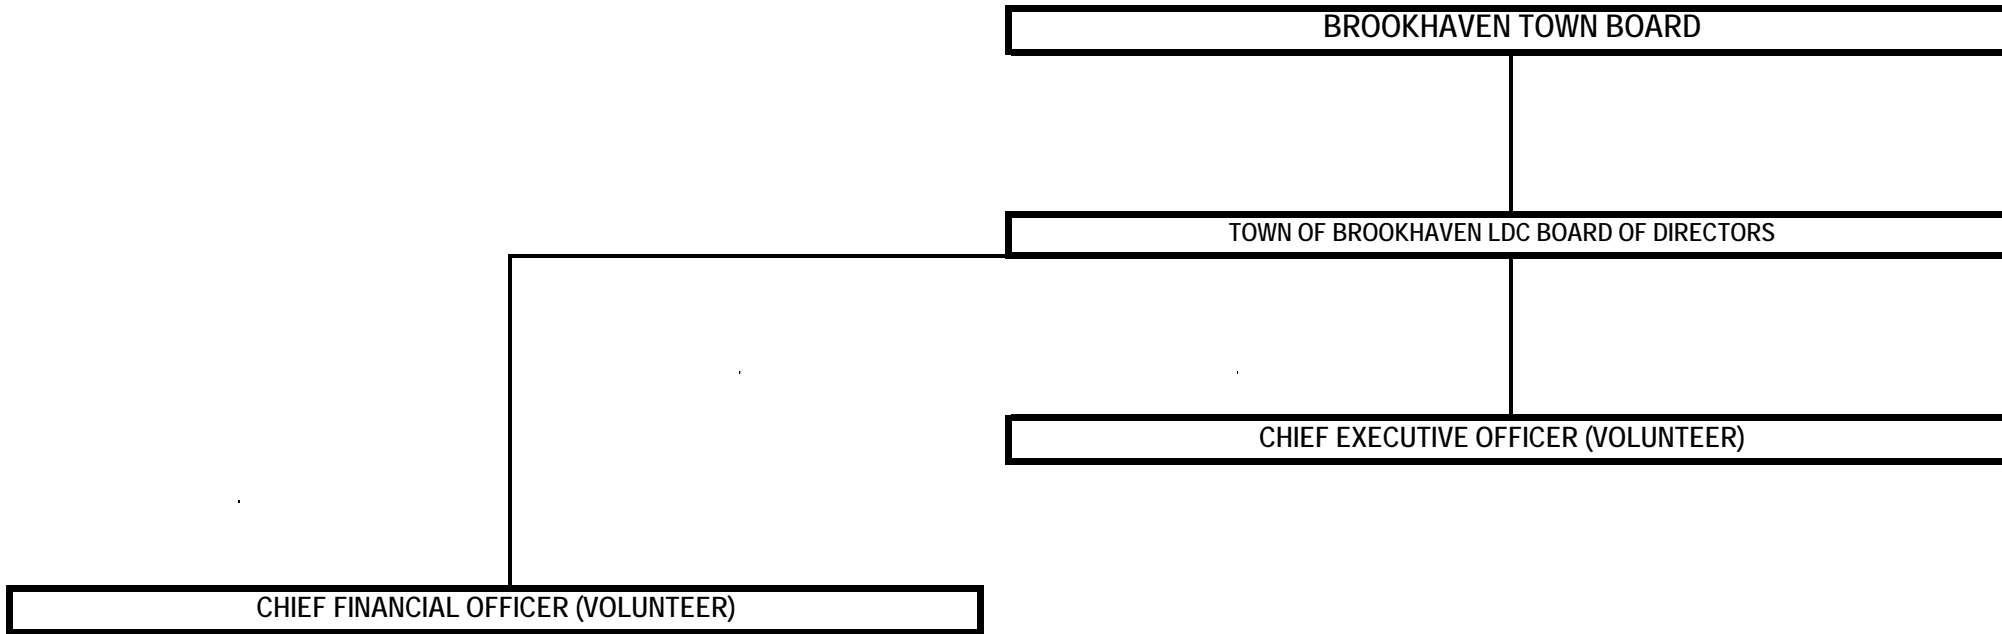 BROOKHAVEN TOWN BOARD
TOWN OF BROOKHAVEN LDC BOARD OF DIRECTORS
CHIEF EXECUTIVE OFFICER (VOLUNTEER)
CHIEF FINANCIAL OFFICER (VOLUNTEER)